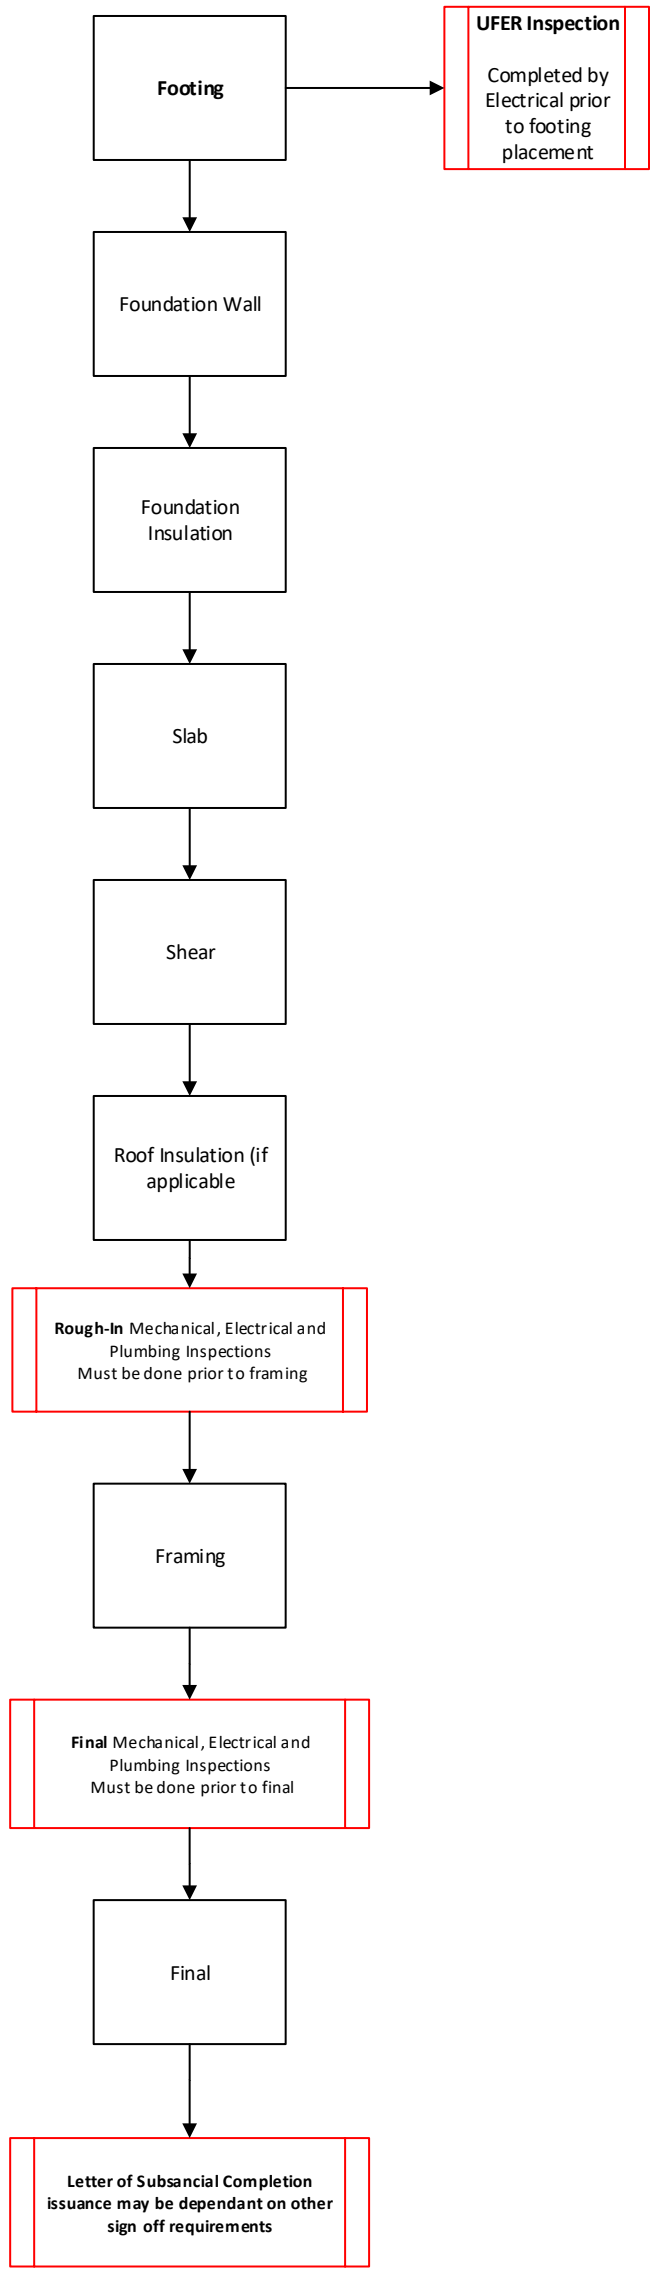 Footing
UFER Inspection
Completed by
Electrical prior
to footing
placement
Foundation Wall
Foundation
Insulation
Slab
Shear
Roof Insulation (if
applicable
Rough-In Mechanical, Electrical and
Plumbing Inspections
Must be done prior to framing
Framing
Final Mechanical, Electrical and
Plumbing Inspections
Must be done prior to final
Final
Letter of Subsancial Completion
issuance may be dependant on other
sign off requirements